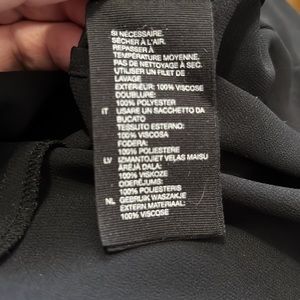 SI NÉCESSAIRE.
SÉCHER À L'AIR.
REPASSER À
TEMPÉRATURE MOYENNE.
PAS DE NETTOYAGE À SEC.
UTILISER UN FILET DE
LAVAGE
EXTÉRIEUR: 100% VISCOSE
DOUBLURE:
100% POLYESTER
IT USARE UN SACCHETTO DA
BUCATO
TESSUTO ESTERNO:
100% VISCOSA
FODERA:
100% POLIESTERE
LV IZMANTOJIET VEĻAS MAISU
ĀRĒJĀ DAĻA:
100% VISKOZE
ODERĒJUMS:
100% POLIESTERIS
NL GEBRUIK WASZAKJE
EXTERN MATERIAAL:
100% VISCOSE